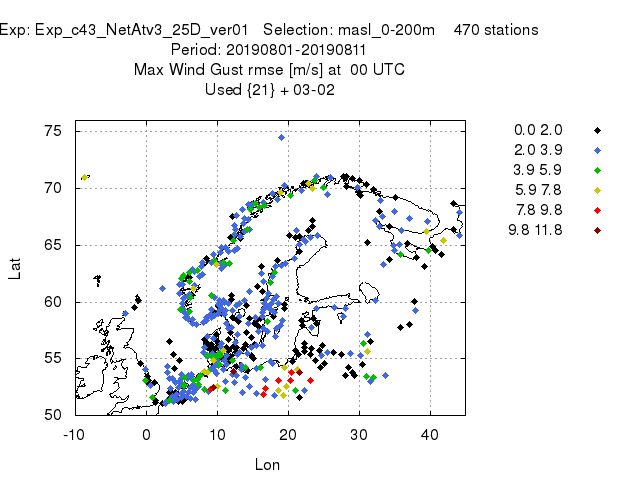 Exp: Exp_c43_NetAtv3_25D_ver01 Selection: masl_0-200m 470 stations
Period: 20190801-20190811
Max Wind Gust rmse [m/s] at 00 UTC
Used {21} + 03-02
75
70
65
60
55
50
-10 0 10 20 30 40
Lat
Lon
0.0 2.0
2.0 3.9
3.9 5.9
5.9 7.8
7.8 9.8
9.8 11.8